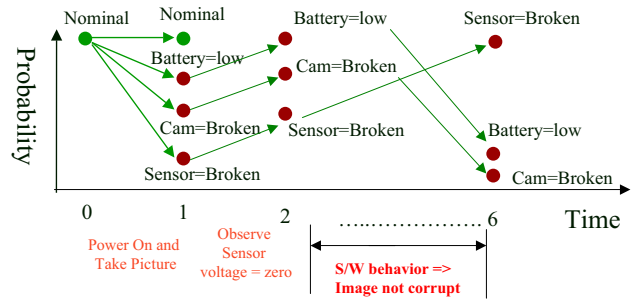 Nominal
Nominal
Battery=low
Sensor=Broken
Battery=low
Cam=Broken
Cam=Broken
Sensor=Broken
Battery=low
Sensor=Broken
Cam=Broken
Probability
0
1
2
...............
6
Time
Power On and
Take Picture
Observe
Sensor
voltage = zero
S/W behavior =>
Image not corrupt